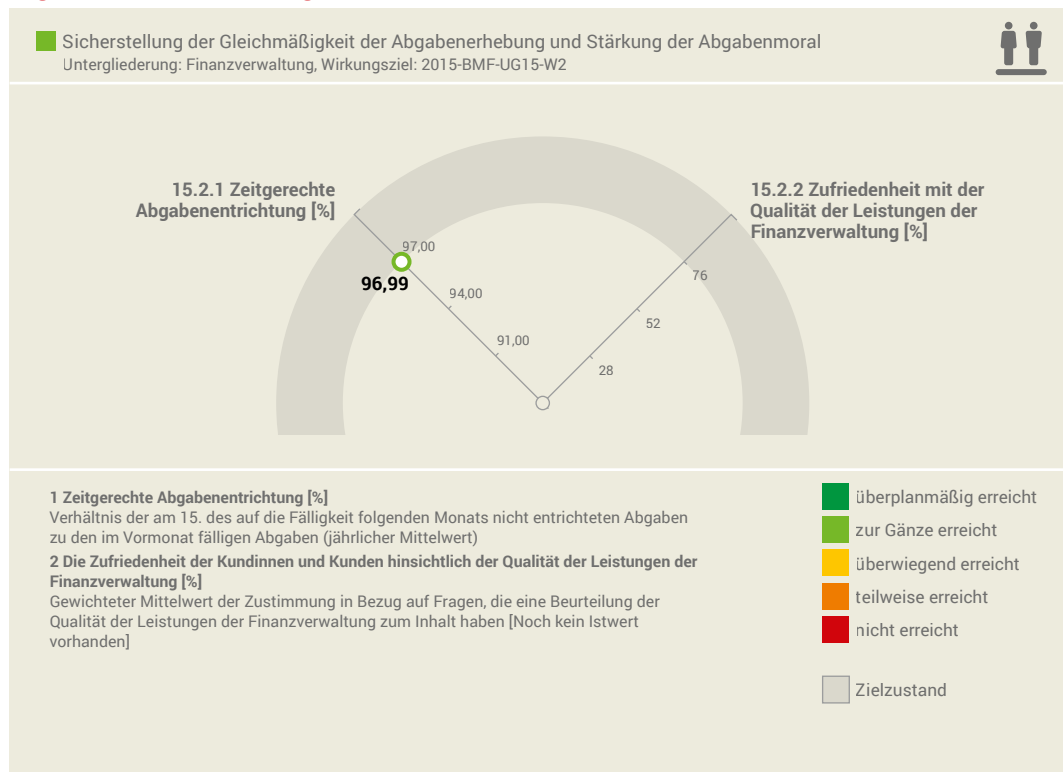 Sicherstellung der Gleichmäßigkeit der Abgabenerhebung und Stärkung der Abgabenmoral
Untergliederung: Finanzverwaltung, Wirkungsziel: 2015-BMF-UG15-W2
15.2.1 Zeitgerechte
Abgabenentrichtung [%]
15.2.2 Zufriedenheit mit der
Qualität der Leistungen der
Finanzverwaltung [%]
97,00
96,99
94,00
91,00
76
52
28
1 Zeitgerechte Abgabenentrichtung [%]
Verhältnis der am 15. des auf die Fälligkeit folgenden Monats nicht entrichteten Abgaben
zu den im Vormonat fälligen Abgaben (jährlicher Mittelwert)
2 Die Zufriedenheit der Kundinnen und Kunden hinsichtlich der Qualität der Leistungen der
Finanzverwaltung [%]
Gewichteter Mittelwert der Zustimmung in Bezug auf Fragen, die eine Beurteilung der
Qualität der Leistungen der Finanzverwaltung zum Inhalt haben [Noch kein Istwert
vorhanden]
überplanmäßig erreicht
zur Gänze erreicht
überwiegend erreicht
teilweise erreicht
nicht erreicht
Zielzustand